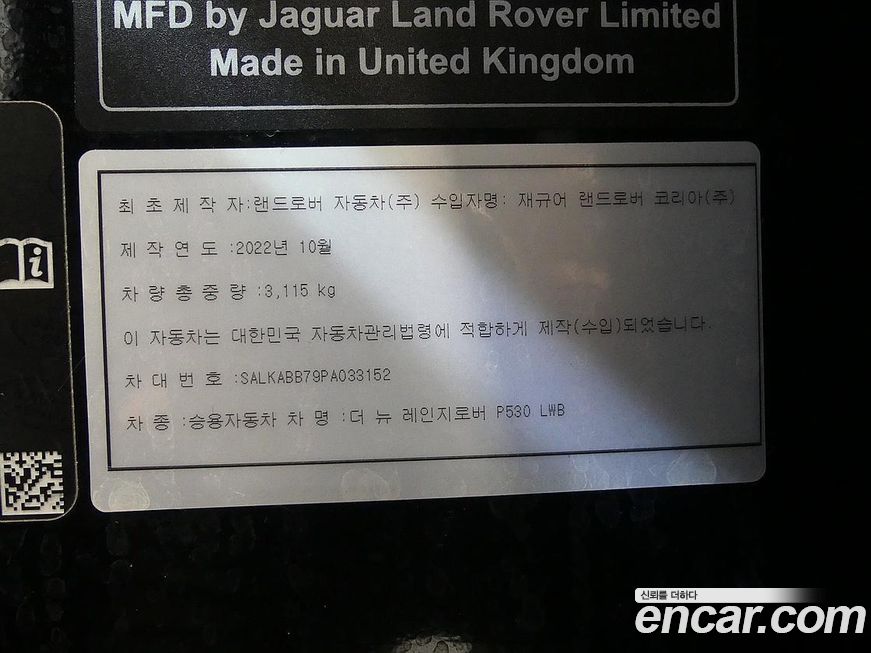 MFD by Jaguar Land Rover Limited
Made in United Kingdom
최 초 제 작 자:랜드로버 자동차(주) 수입자명: 재규어 랜드로버 코리아(주)
제 작 연 도 :2022년 10월
차 량 총 중 량 :3,115 kg
이 자동차는 대한민국 자동차관리법령에 적합하게 제작(수입)되었습니다.
차 대 번 호 :SALKABB79PA033152
차 종 :승용자동차 차 명 :더 뉴 레인지로버 P530 LWB
i
신뢰를 더하다
encar.com